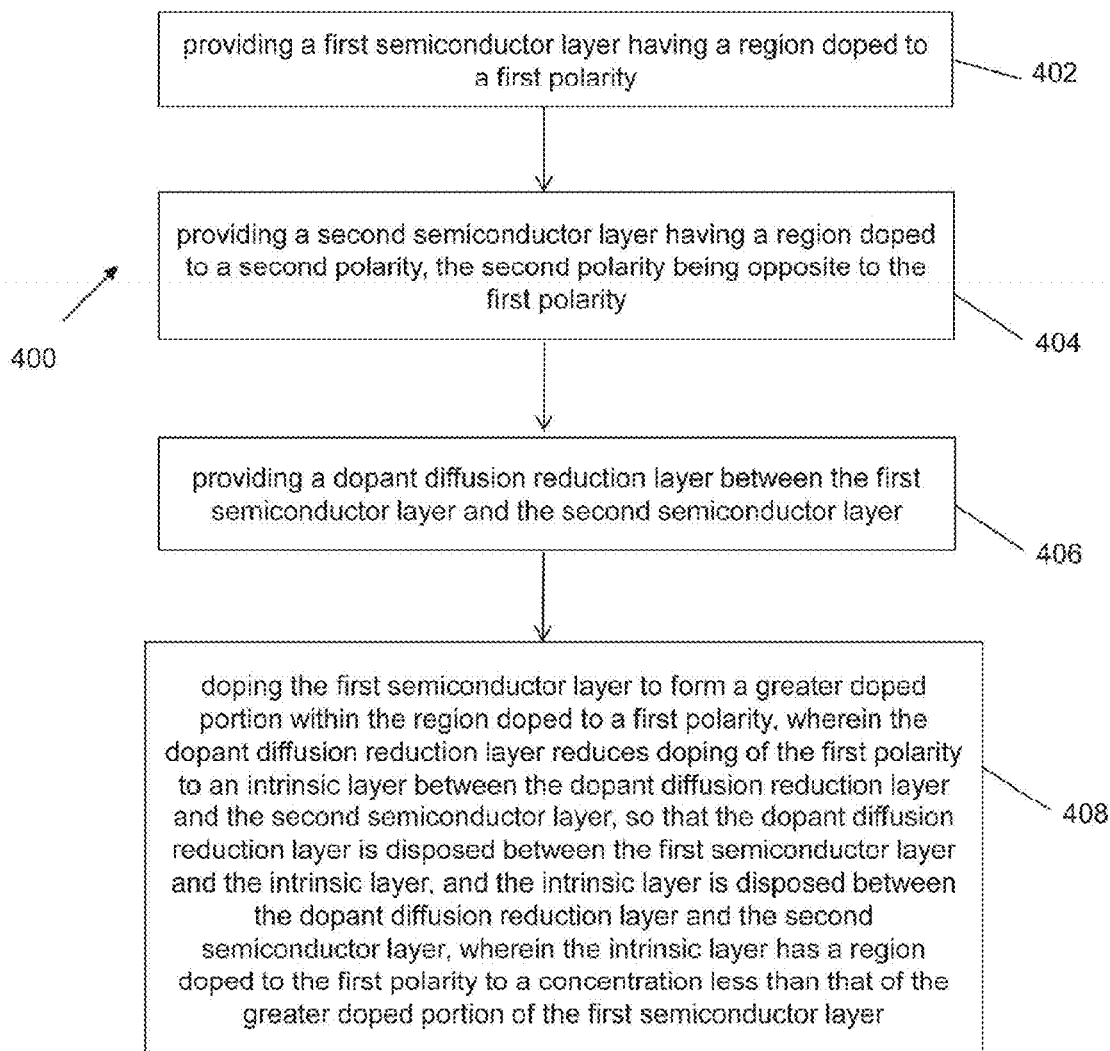 providing a first semiconductor layer having a region doped to
a first polarity
402
providing a second semiconductor layer having a region doped
to a second polarity, the second polarity being opposite to the
first polarity
400
404
providing a dopant diffusion reduction layer between the first
semiconductor layer and the second semiconductor layer
406
doping the first semiconductor layer to form a greater doped
portion within the region doped to a first polarity, wherein the
dopant diffusion reduction layer reduces doping of the first polarity
to an intrinsic layer between the dopant diffusion reduction layer
and the second semiconductor layer, so that the dopant diffusion
reduction layer is disposed between the first semiconductor layer
and the intrinsic layer, and the intrinsic layer is disposed between
the dopant diffusion reduction layer and the second
semiconductor layer, wherein the intrinsic layer has a region
doped to the first polarity to a concentration less than that of the
greater doped portion of the first semiconductor layer
408